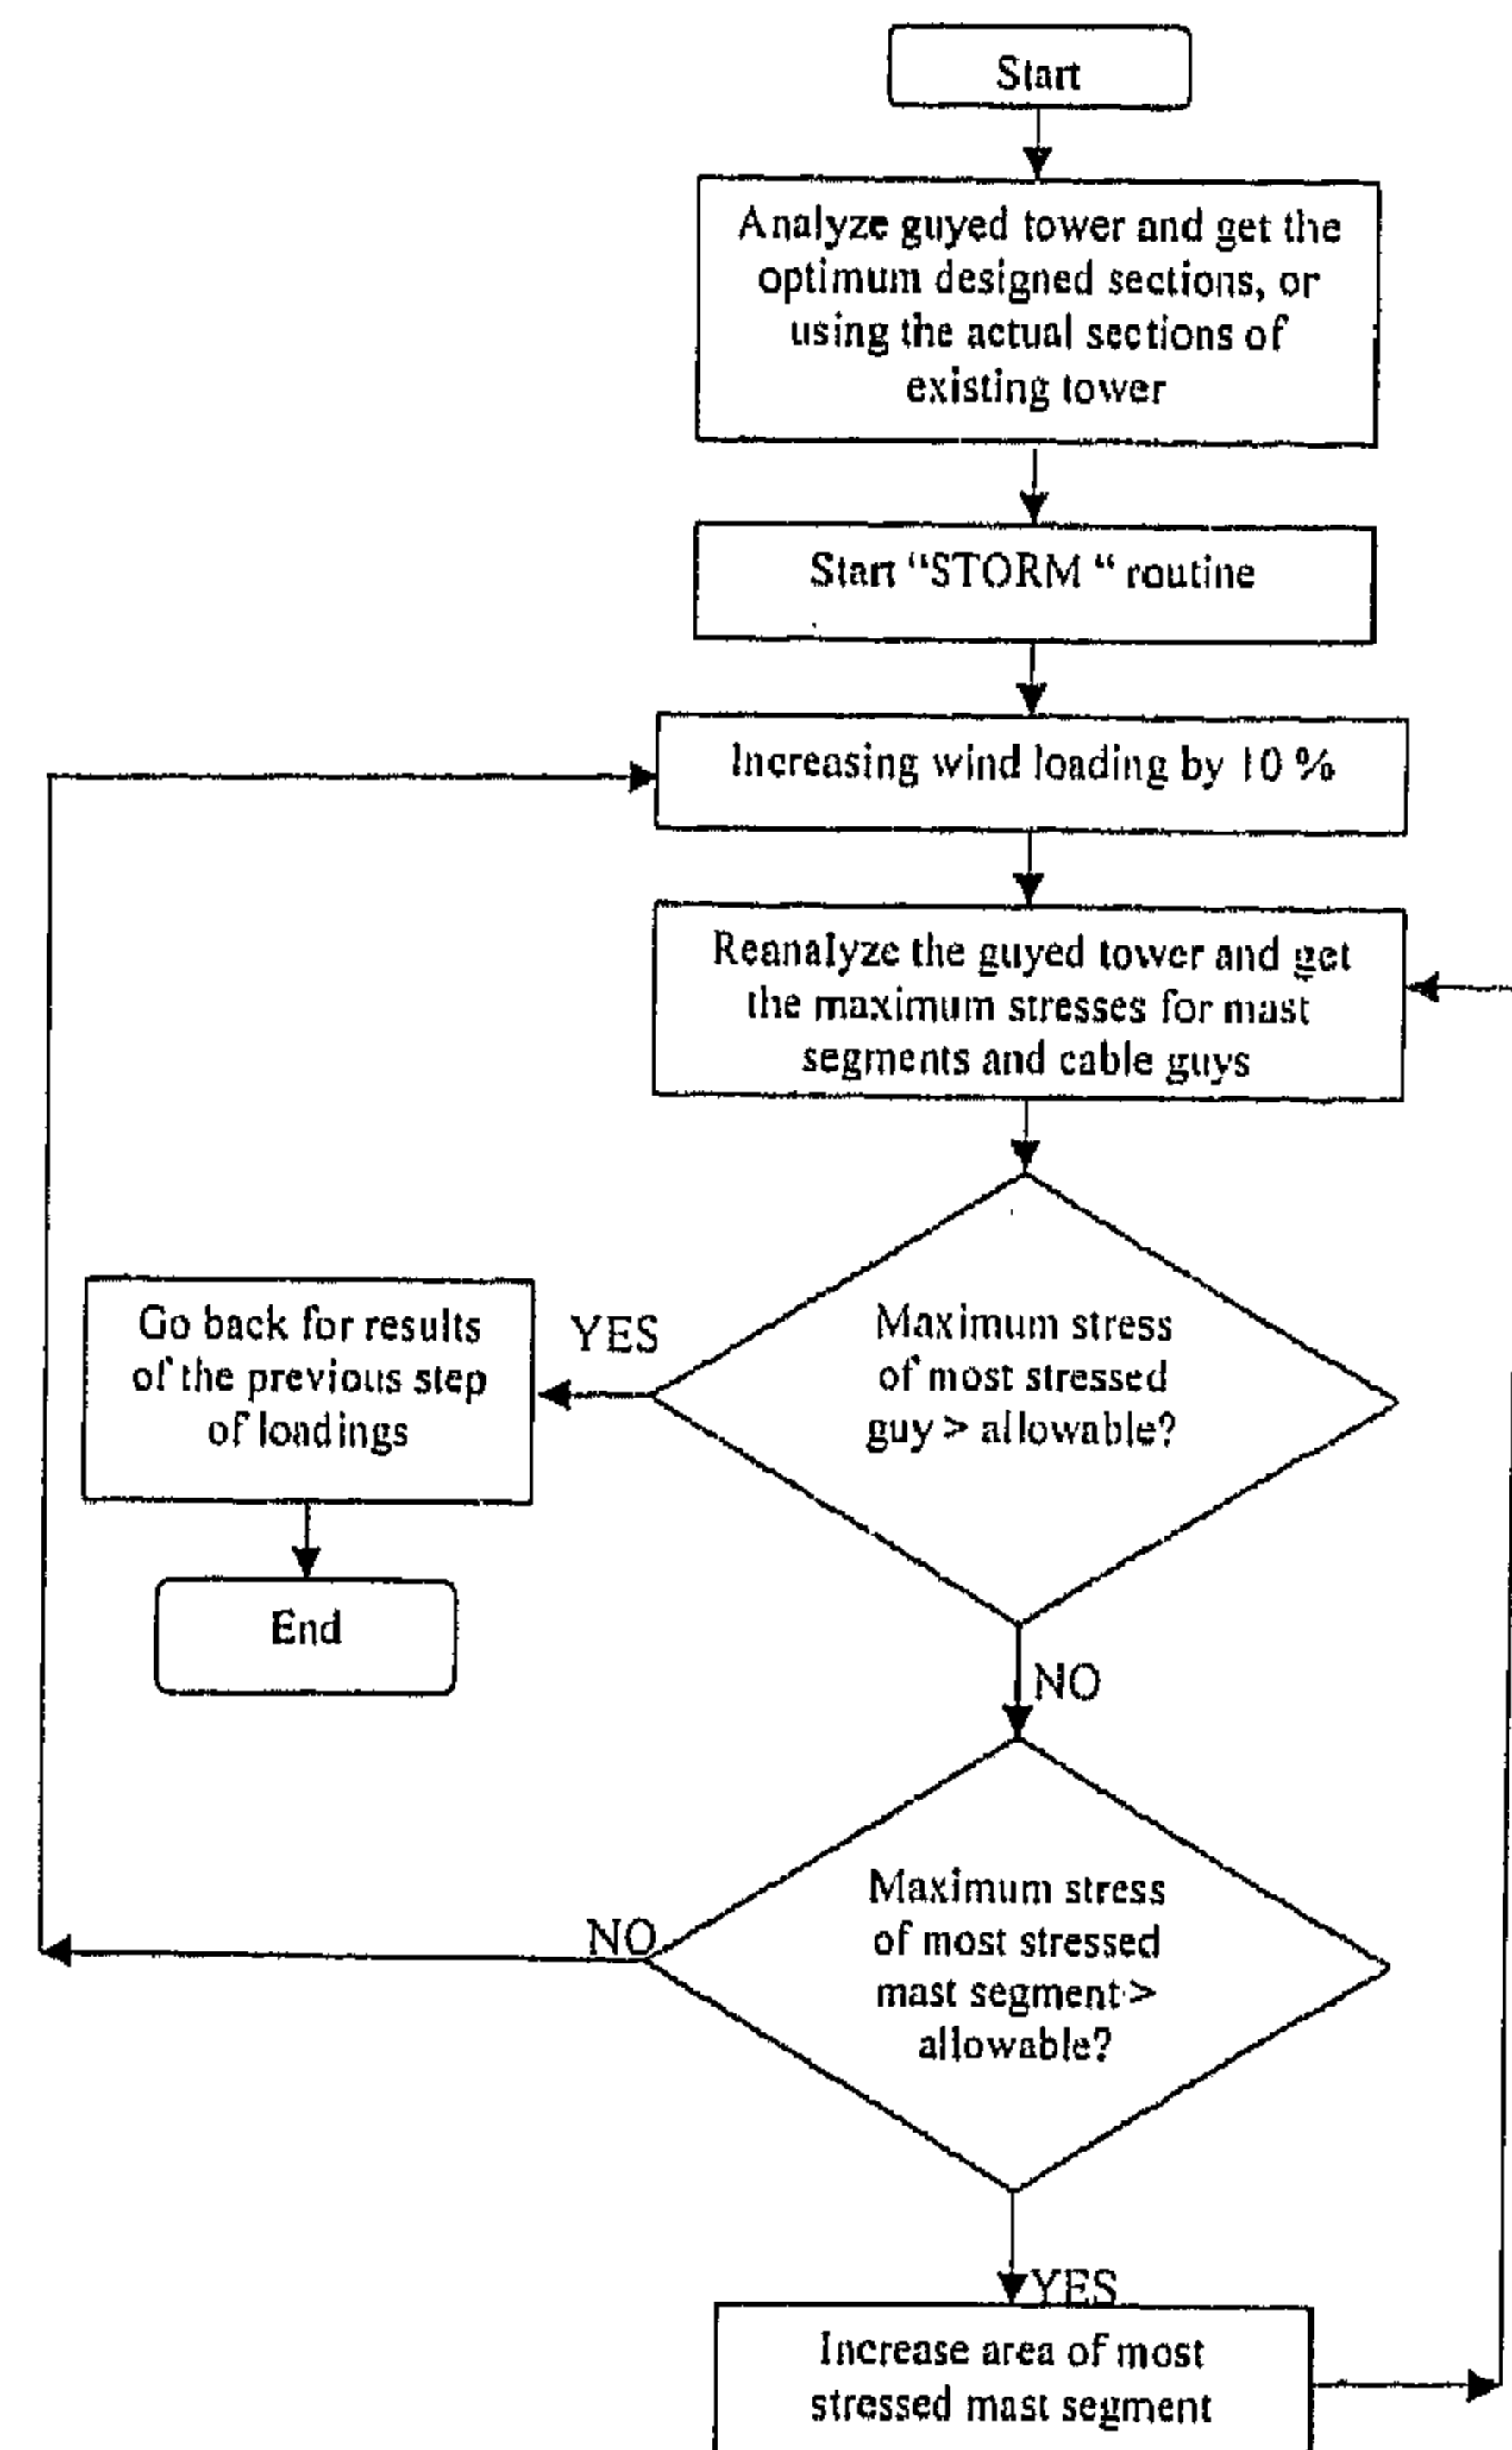 Start
Analyze guyed tower and get the
optimum designed sections, or
using the actual sections of
existing tower
Start “STORM “ routine
Increasing wind loading by 10 %
Reanalyze the guyed tower and get
the maximum stresses for mast
segments and cable guys
Maximum stress
of most stressed
guy > allowable?
YES
Go back for results
of the previous step
of loadings
End
NO
Maximum stress
of most stressed
mast segment >
allowable?
NO
YES
Increase area of most
stressed mast segment